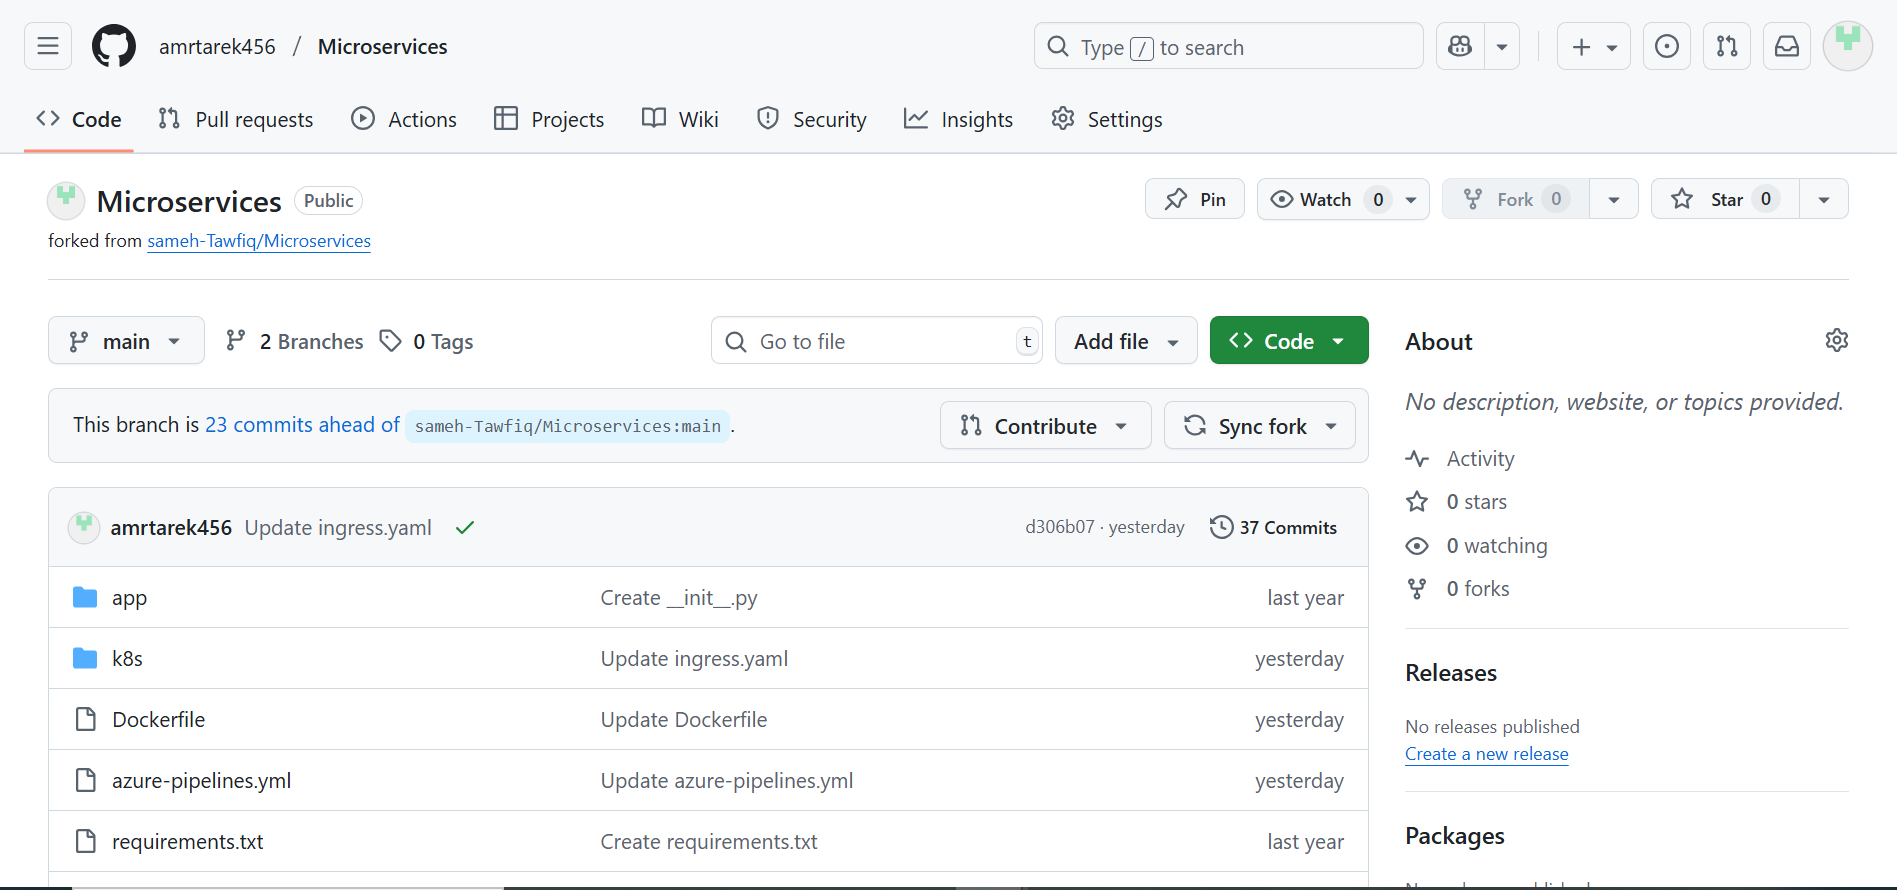 amrtarek456 / Microservices
Type / to search
Code
Pull requests
Actions
Projects
Wiki
Security
Insights
Settings
Microservices Public
forked from sameh-Tawfiq/Microservices
Pin
Watch 0
Fork 0
Star 0
main
2 Branches
0 Tags
Go to file t
Add file
Code
This branch is 23 commits ahead of sameh-Tawfiq/Microservices:main.
Contribute
Sync fork
amrtarek456 Update ingress.yaml
d306b07 · yesterday
37 Commits
app Create __init__.py last year
k8s Update ingress.yaml yesterday
Dockerfile Update Dockerfile yesterday
azure-pipelines.yml Update azure-pipelines.yml yesterday
requirements.txt Create requirements.txt last year
About
No description, website, or topics provided.
Activity
0 stars
0 watching
0 forks
Releases
No releases published
Create a new release
Packages